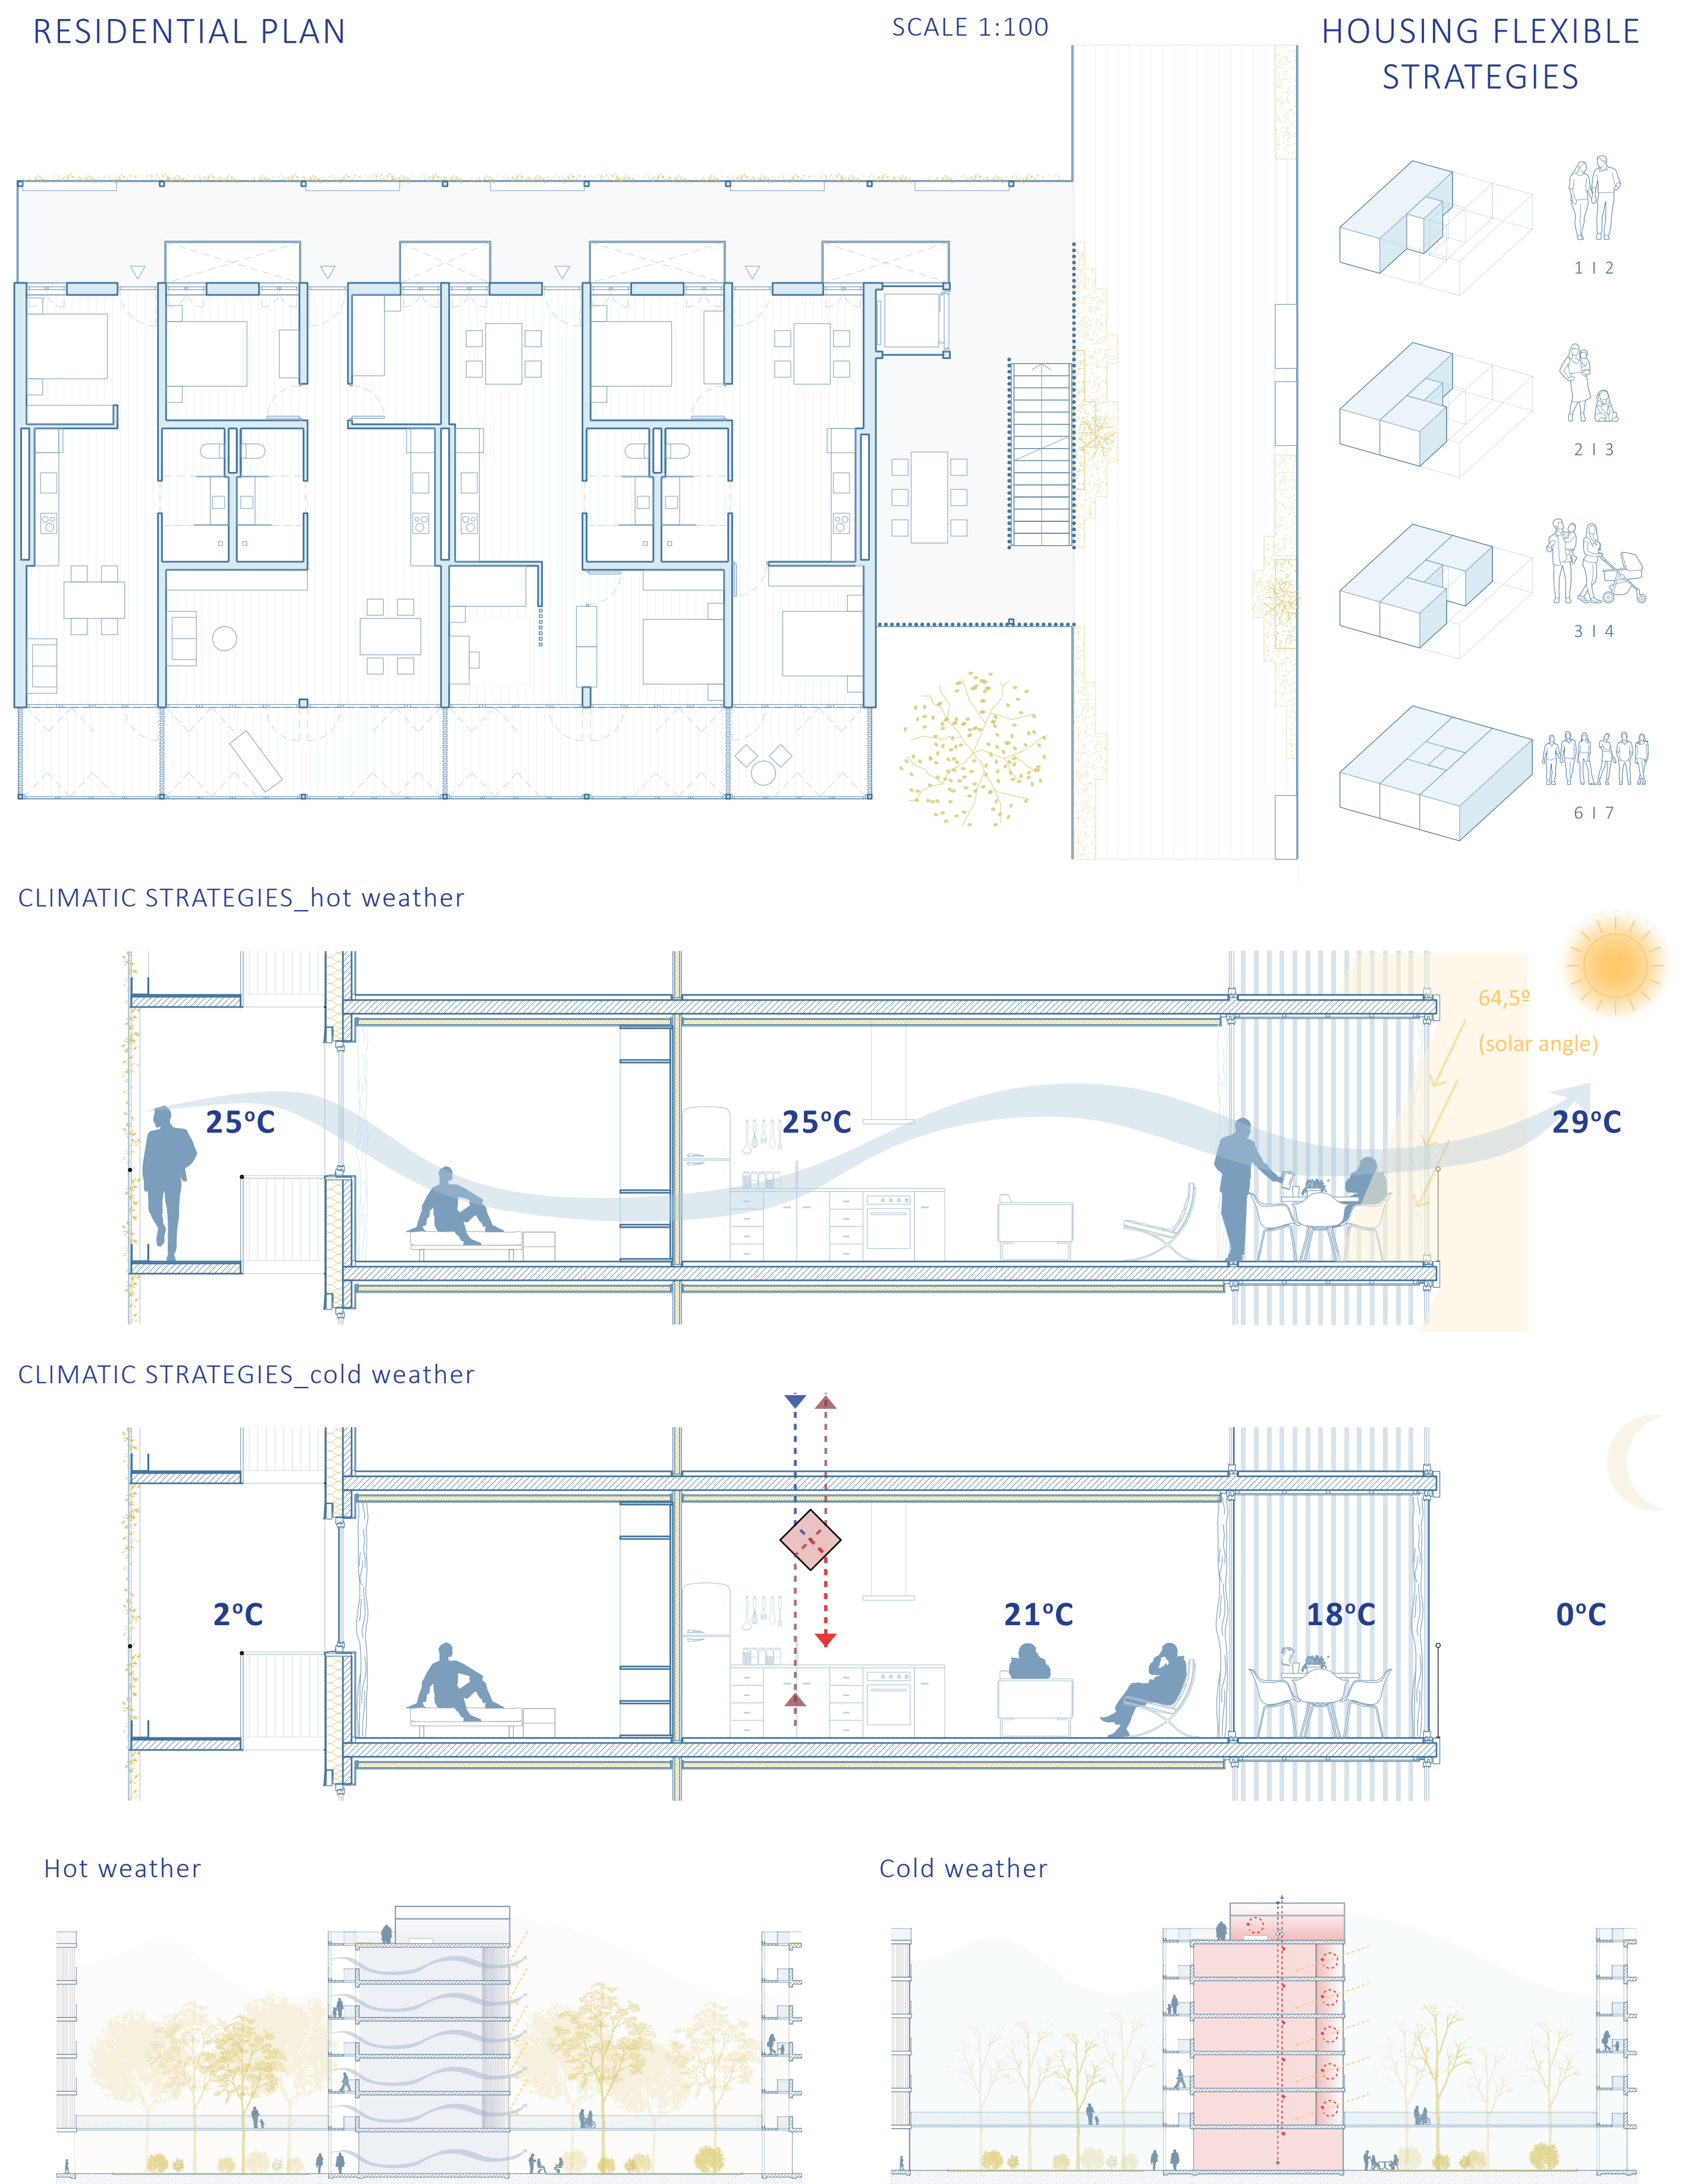 RESIDENTIAL PLAN
SCALE 1:100
HOUSING FLEXIBLE
STRATEGIES
1 I 2
2 I 3
3 I 4
6 I 7
CLIMATIC STRATEGIES_hot weather
64,5º
(solar angle)
25ºC
25ºC
29ºC
CLIMATIC STRATEGIES_cold weather
2ºC
21ºC
18ºC
0ºC
Hot weather
Cold weather